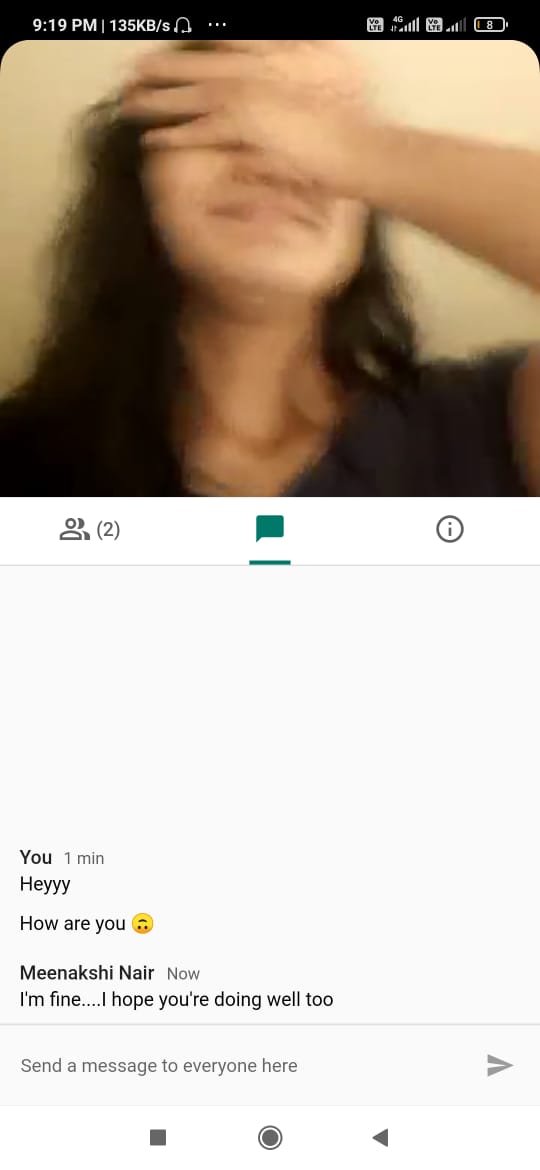 9:19 PM | 135KB/s ...
Vo LTE 4G Vo LTE 8
(2)
You 1 min
Heyyy
How are you 🙃
Meenakshi Nair Now
I'm fine....I hope you're doing well too
Send a message to everyone here